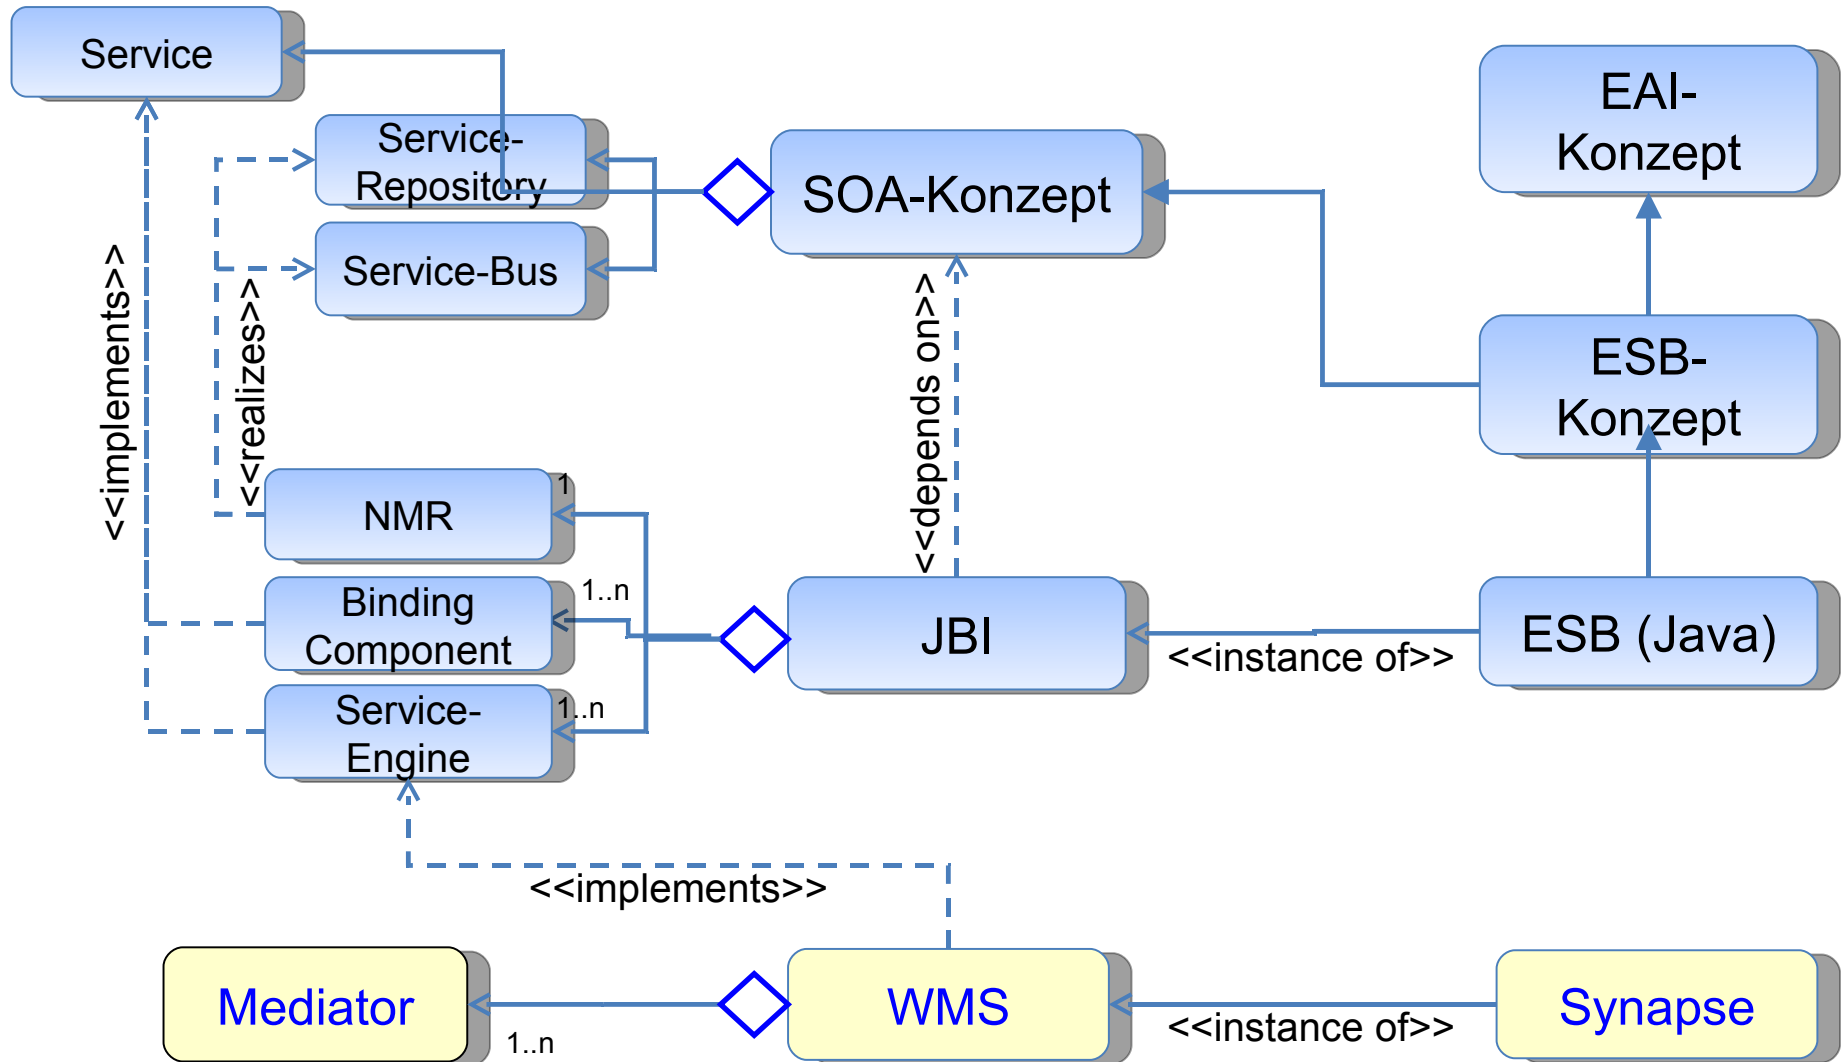 Service
EAI-
Konzept
Service-
Repository
SOA-Konzept
Service-Bus
<<implements>>
<<realizes>>
<<depends on>>
ESB-
Konzept
NMR
1
Binding
Component
1..n
JBI
<<instance of>>
ESB (Java)
Service-
Engine
1..n
<<implements>>
Mediator
1..n
WMS
<<instance of>>
Synapse